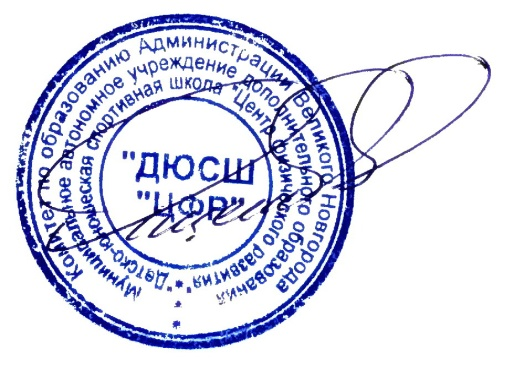 Комитет по образованию Администрации Великого Новгорода
Муниципальное автономное учреждение дополнительного образования
"Детско-юношеская спортивная школа "Центр физического развития"
"ДЮСШ
"ЦФР"